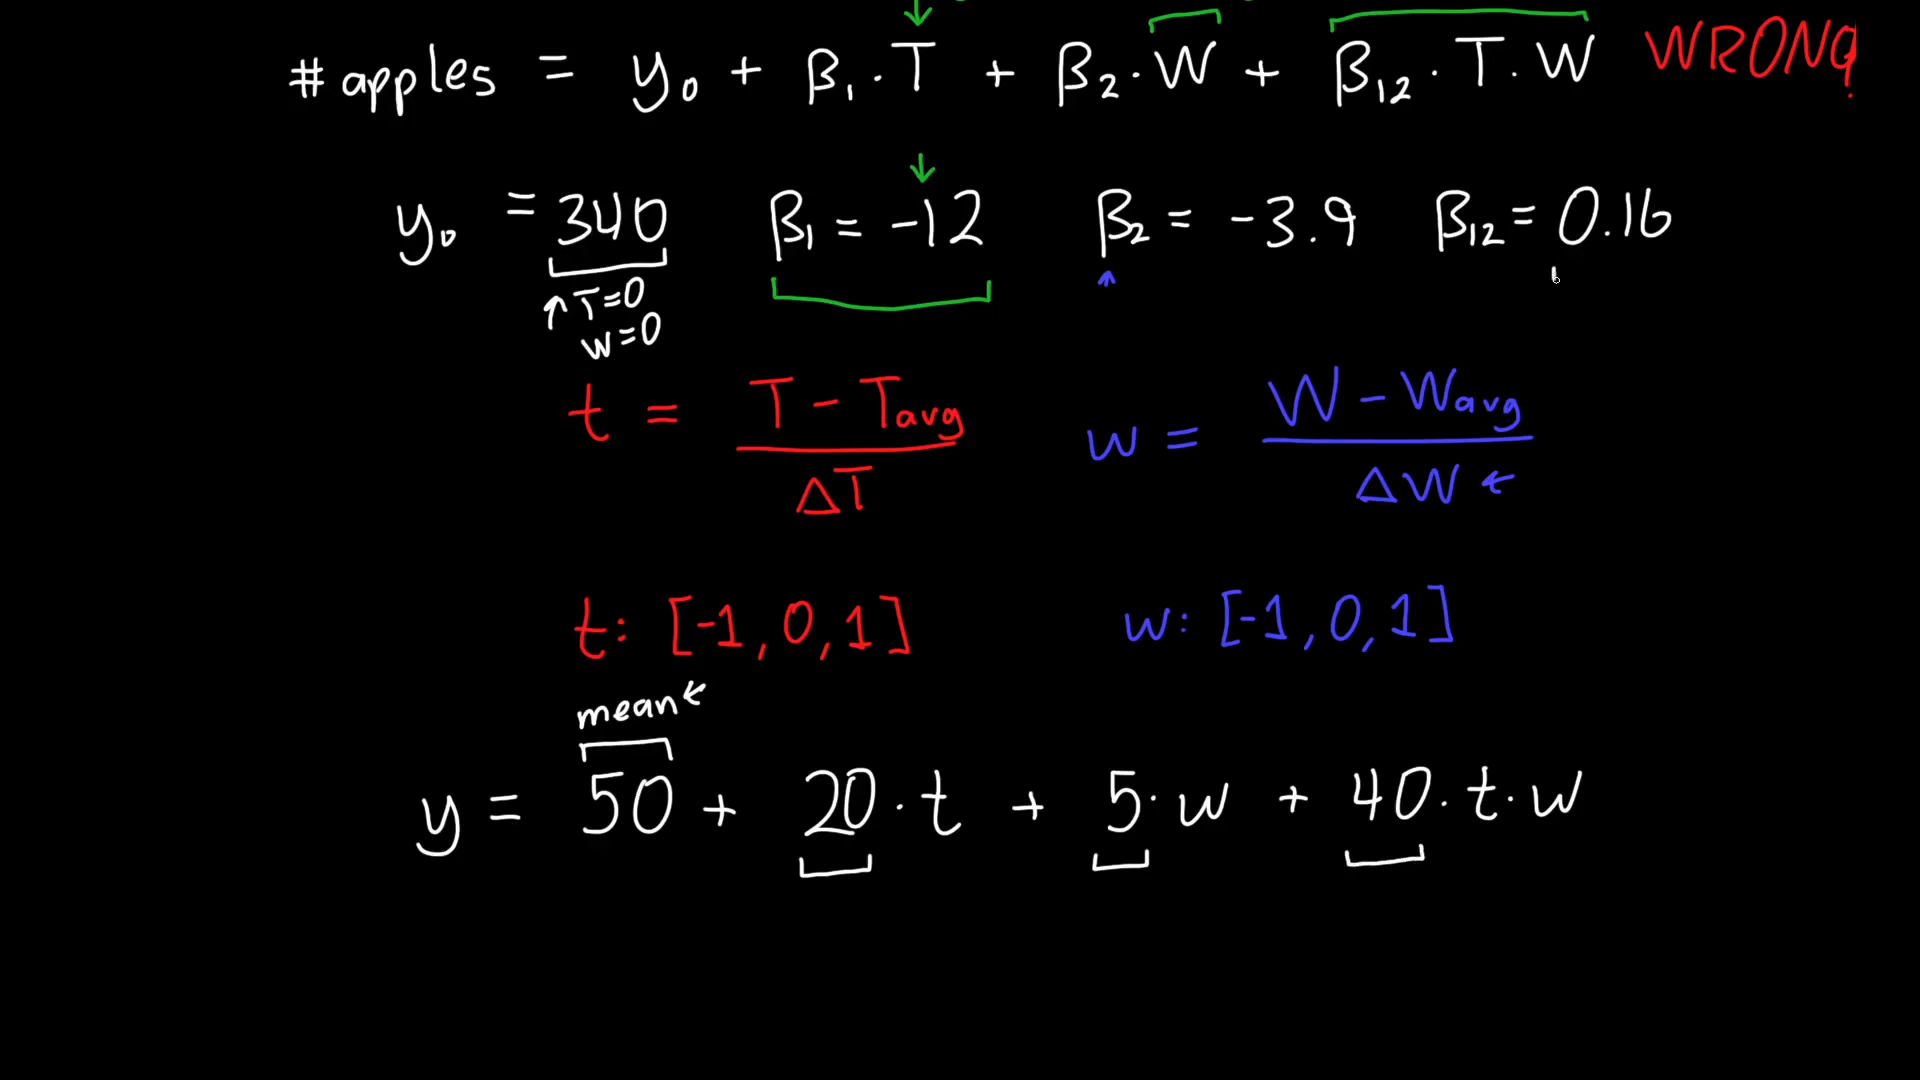 #apples = y₀ + β₁·T + β₂·W + β₁₂·T·W WRONG!
y₀ = 340 β₁ = -12 β₂ = -3.9 β₁₂ = 0.16
↑ T=0
W=0
t = (T - Tavg) / ΔT w = (W - Wavg) / ΔW ←
t: [-1, 0, 1] w: [-1, 0, 1]
mean ←
y = 50 + 20·t + 5·w + 40·t·w